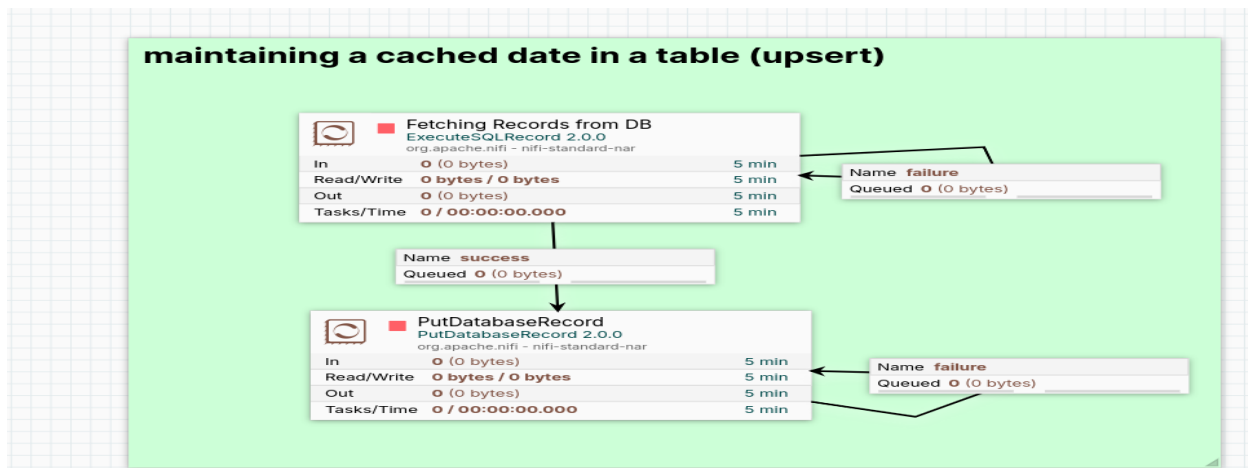 maintaining a cached date in a table (upsert)
Fetching Records from DB
ExecuteSQLRecord 2.0.0
org.apache.nifi - nifi-standard-nar
In 0 (0 bytes) 5 min
Read/Write 0 bytes / 0 bytes 5 min
Out 0 (0 bytes) 5 min
Tasks/Time 0 / 00:00:00.000 5 min
Name failure
Queued 0 (0 bytes)
Name success
Queued 0 (0 bytes)
PutDatabaseRecord
PutDatabaseRecord 2.0.0
org.apache.nifi - nifi-standard-nar
In 0 (0 bytes) 5 min
Read/Write 0 bytes / 0 bytes 5 min
Out 0 (0 bytes) 5 min
Tasks/Time 0 / 00:00:00.000 5 min
Name failure
Queued 0 (0 bytes)